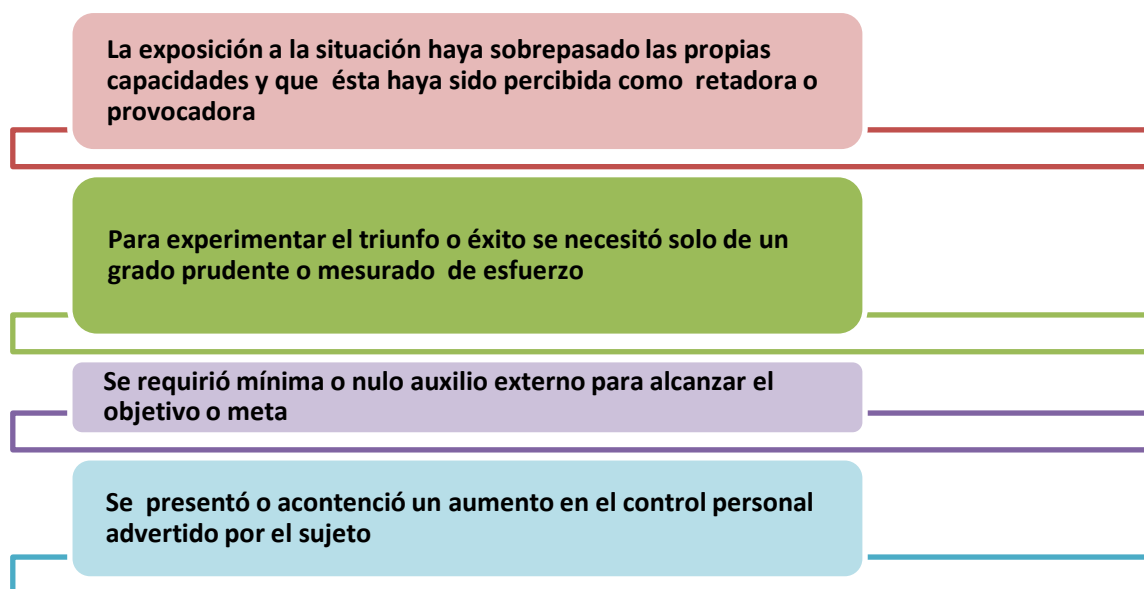 La exposición a la situación haya sobrepasado las propias
capacidades y que ésta haya sido percibida como retadora o
provocadora
Para experimentar el triunfo o éxito se necesitó solo de un
grado prudente o mesurado de esfuerzo
Se requirió mínima o nulo auxilio externo para alcanzar el
objetivo o meta
Se presentó o acontenció un aumento en el control personal
advertido por el sujeto